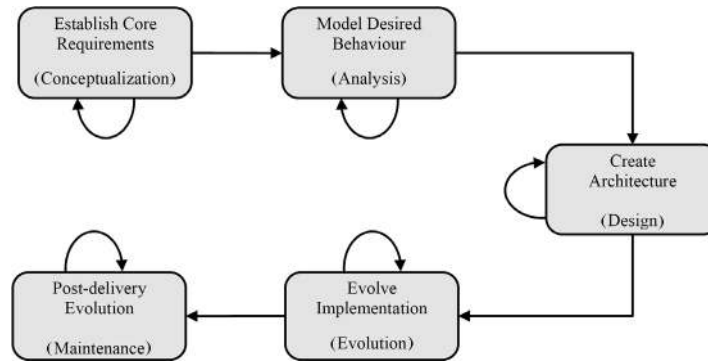 Establish Core
Requirements
(Conceptualization)
Model Desired
Behaviour
(Analysis)
Create
Architecture
(Design)
Post-delivery
Evolution
(Maintenance)
Evolve
Implementation
(Evolution)